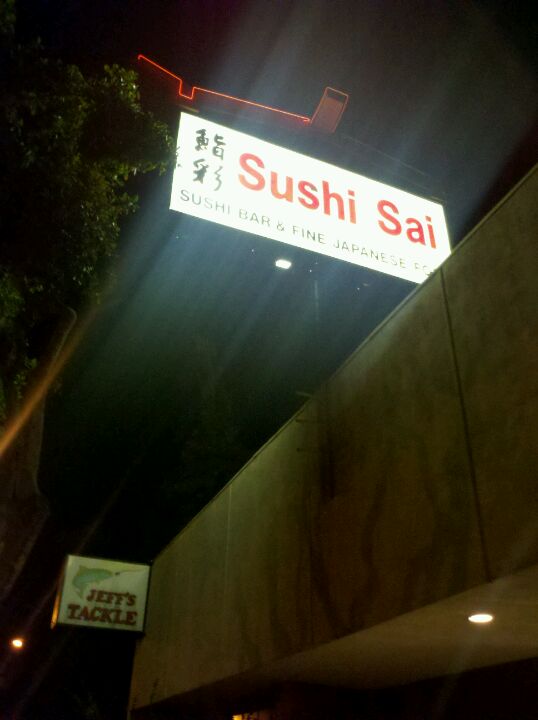 鮨彩
Sushi Sai
SUSHI BAR & FINE JAPANESE
JEFF'S
TACKLE